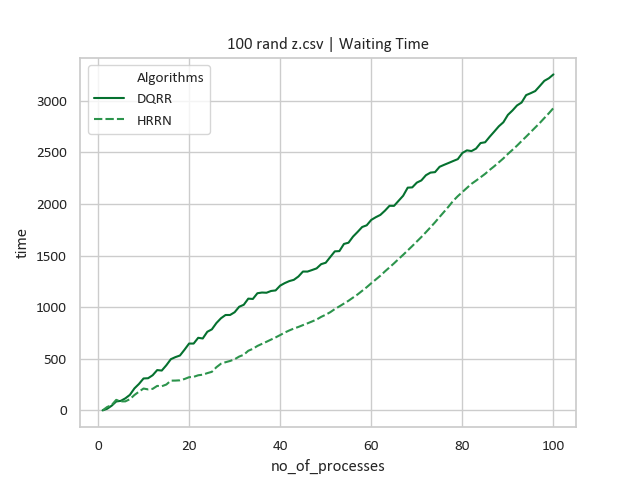 100 rand z.csv | Waiting Time
Algorithms
DQRR
HRRN
time
3000
2500
2000
1500
1000
500
0
0 20 40 60 80 100
no_of_processes